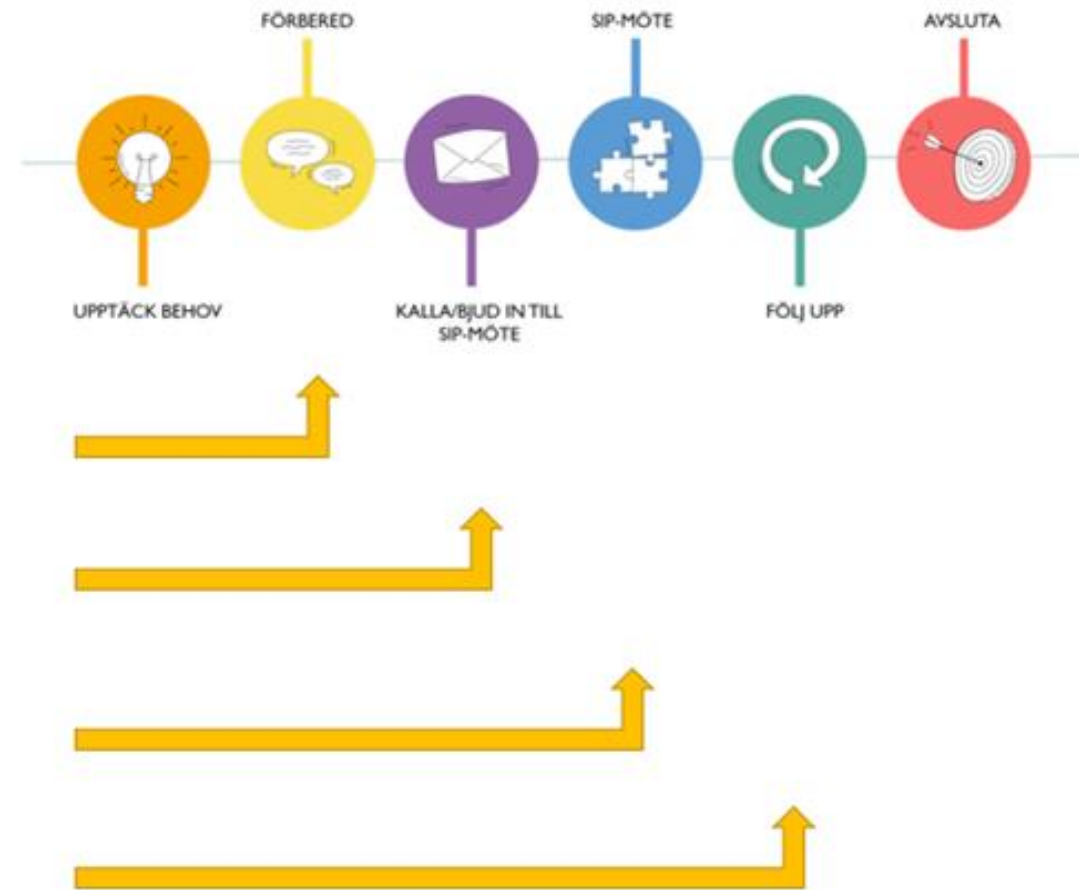 FÖRBERED
SIP-MÖTE
AVSLUTA
UPPTÄCK BEHOV
KALLA/BJUD IN TILL
SIP-MÖTE
FÖLJ UPP